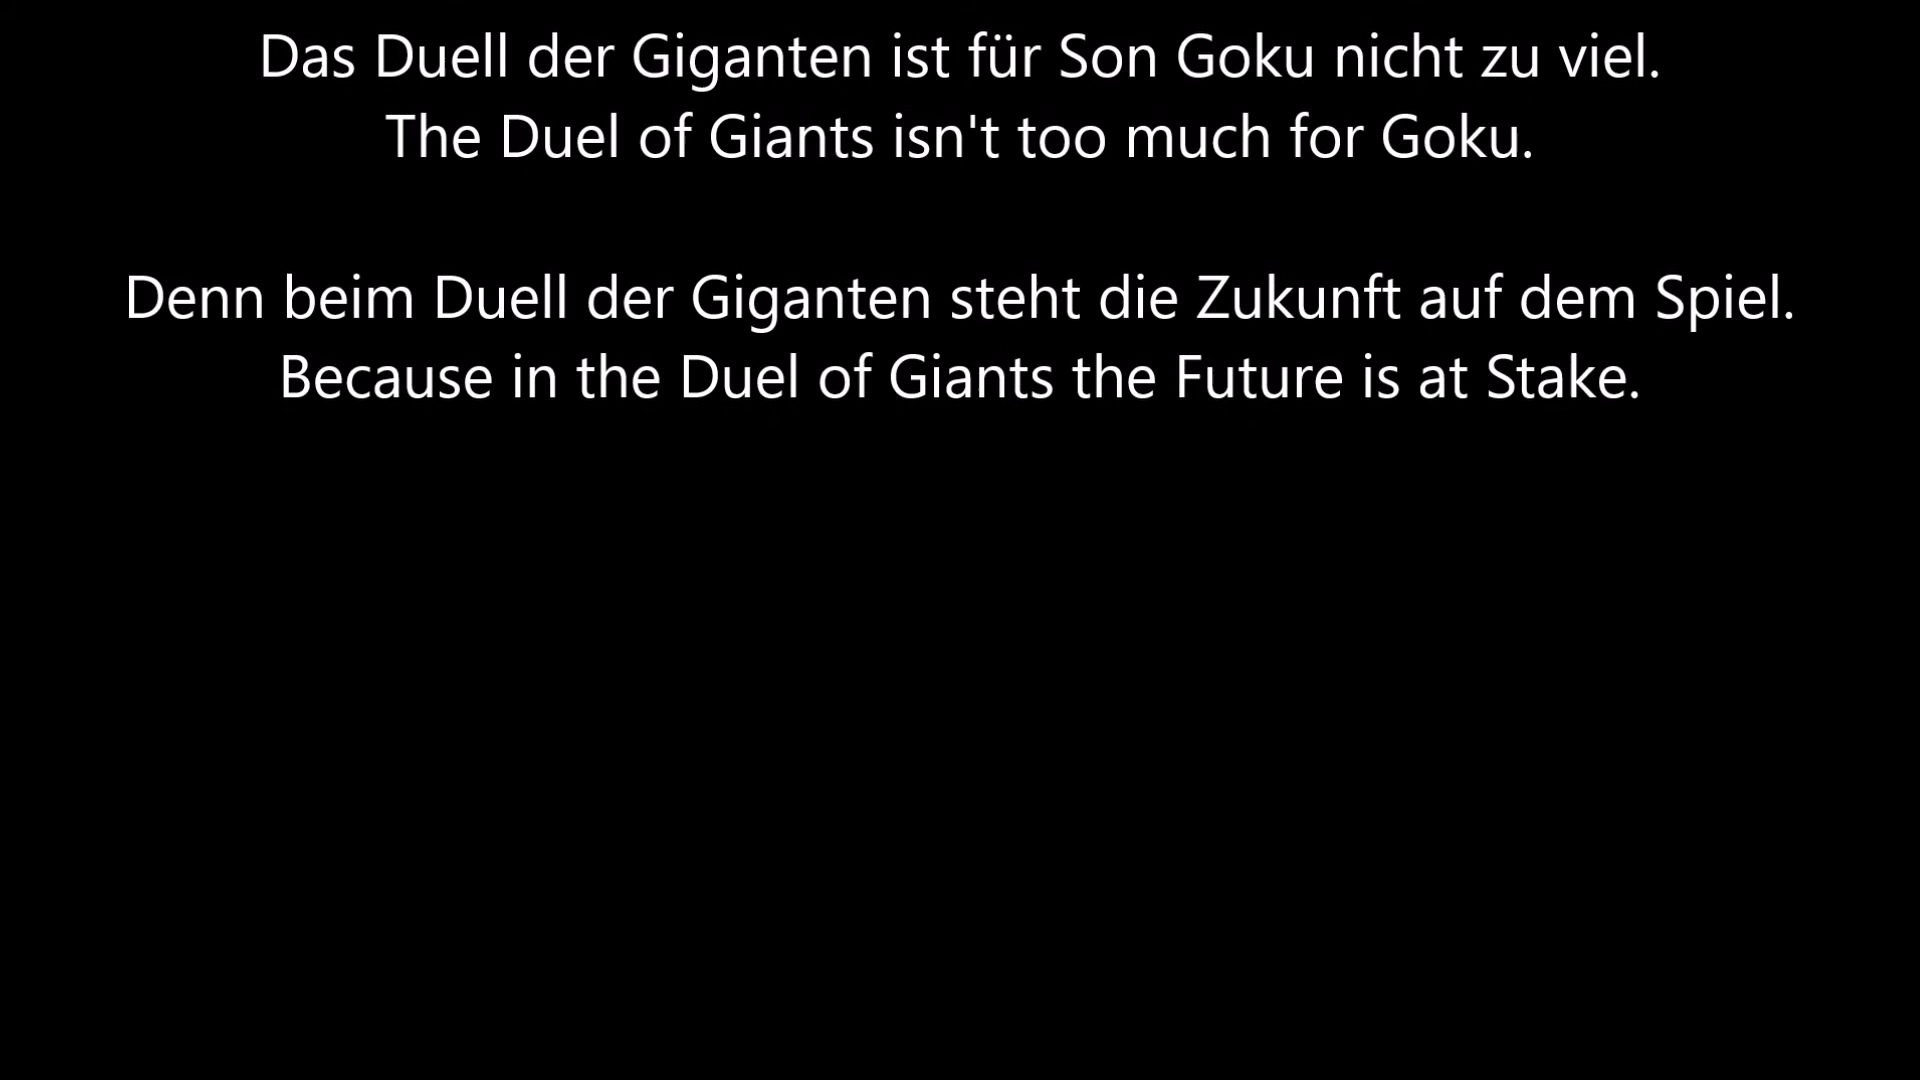 Das Duell der Giganten ist für Son Goku nicht zu viel.
The Duel of Giants isn't too much for Goku.
Denn beim Duell der Giganten steht die Zukunft auf dem Spiel.
Because in the Duel of Giants the Future is at Stake.